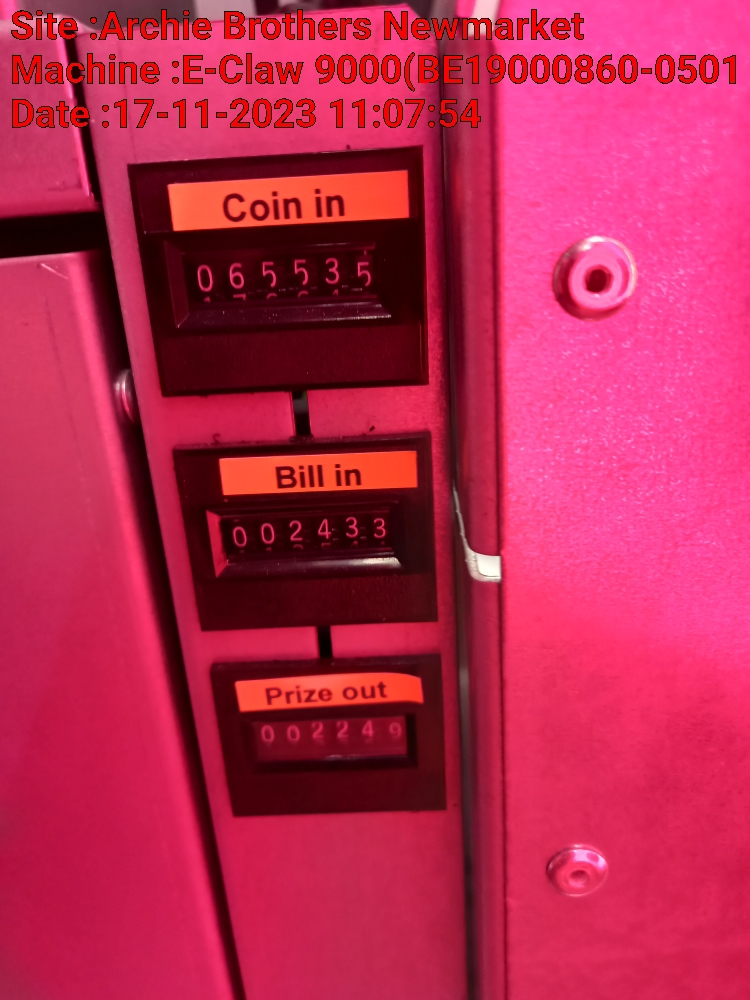 Site :Archie Brothers Newmarket
Machine :E-Claw 9000(BE19000860-0501
Date :17-11-2023 11:07:54
Coin in
065535
Bill in
002433
Prize out
002249